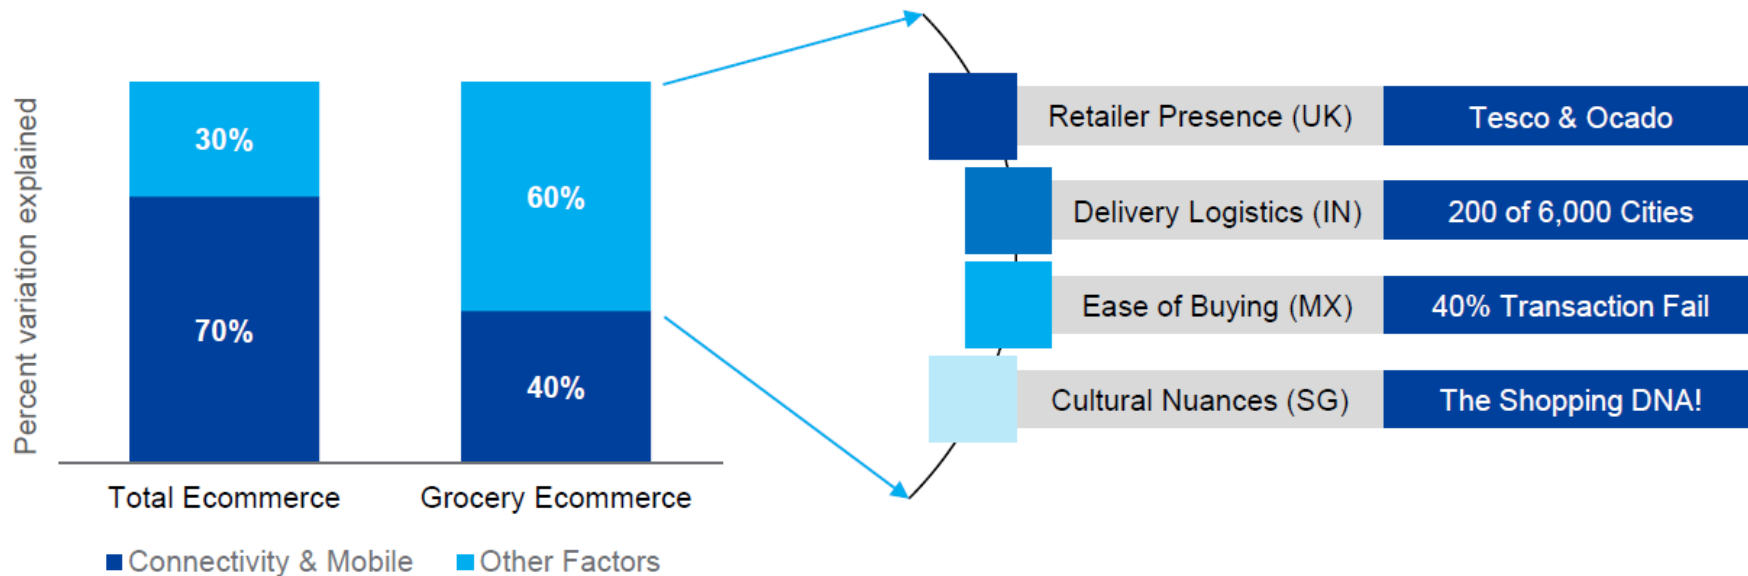 Percent variation explained
30%
70%
60%
40%
Total Ecommerce
Grocery Ecommerce
Connectivity & Mobile
Other Factors
Retailer Presence (UK)
Tesco & Ocado
Delivery Logistics (IN)
200 of 6,000 Cities
Ease of Buying (MX)
40% Transaction Fail
Cultural Nuances (SG)
The Shopping DNA!